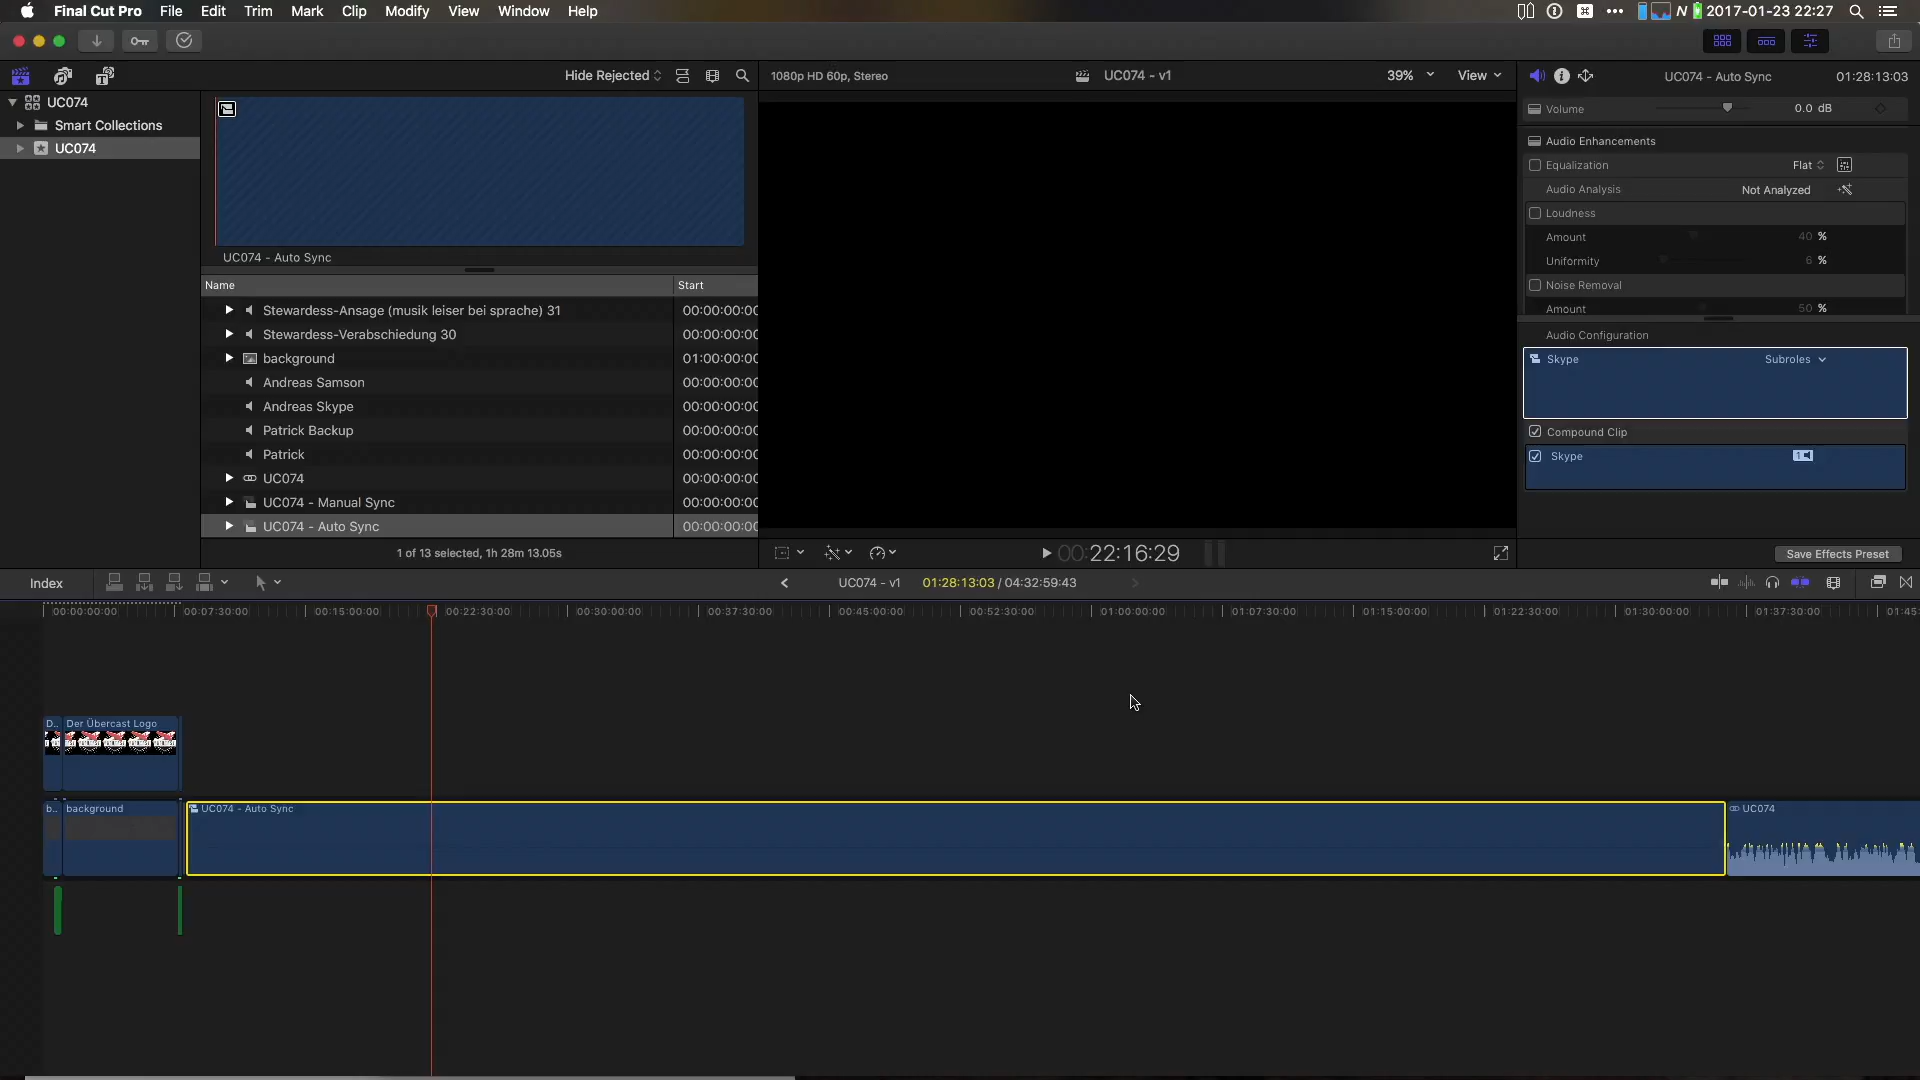 Final Cut Pro File Edit Trim Mark Clip Modify View Window Help 2017-01-23 22:27
Hide Rejected
1080p HD 60p, Stereo
UC074 - v1
39%
View
UC074 - Auto Sync
01:28:13:03
UC074
Smart Collections
UC074
UC074 - Auto Sync
Name Start
Stewardess-Ansage (musik leiser bei sprache) 31 00:00:00:00
Stewardess-Verabschiedung 30 00:00:00:00
background 01:00:00:00
Andreas Samson 00:00:00:00
Andreas Skype 00:00:00:00
Patrick Backup 00:00:00:00
Patrick 00:00:00:00
UC074 00:00:00:00
UC074 - Manual Sync 00:00:00:00
UC074 - Auto Sync 00:00:00:00
1 of 13 selected, 1h 28m 13.05s
00:22:16:29
Volume 0.0 dB
Audio Enhancements
Equalization Flat
Audio Analysis Not Analyzed
Loudness
Amount 40 %
Uniformity 6 %
Noise Removal
Amount 50 %
Audio Configuration
Skype Subroles
Compound Clip
Skype 1
Save Effects Preset
Index
UC074 - v1 01:28:13:03 / 04:32:59:43
00:00:00:00 00:07:30:00 00:15:00:00 00:22:30:00 00:30:00:00 00:37:30:00 00:45:00:00 00:52:30:00 01:00:00:00 01:07:30:00 01:15:00:00 01:22:30:00 01:30:00:00 01:37:30:00 01:45
D.. Der Übercast Logo
b.. background UC074 - Auto Sync UC074